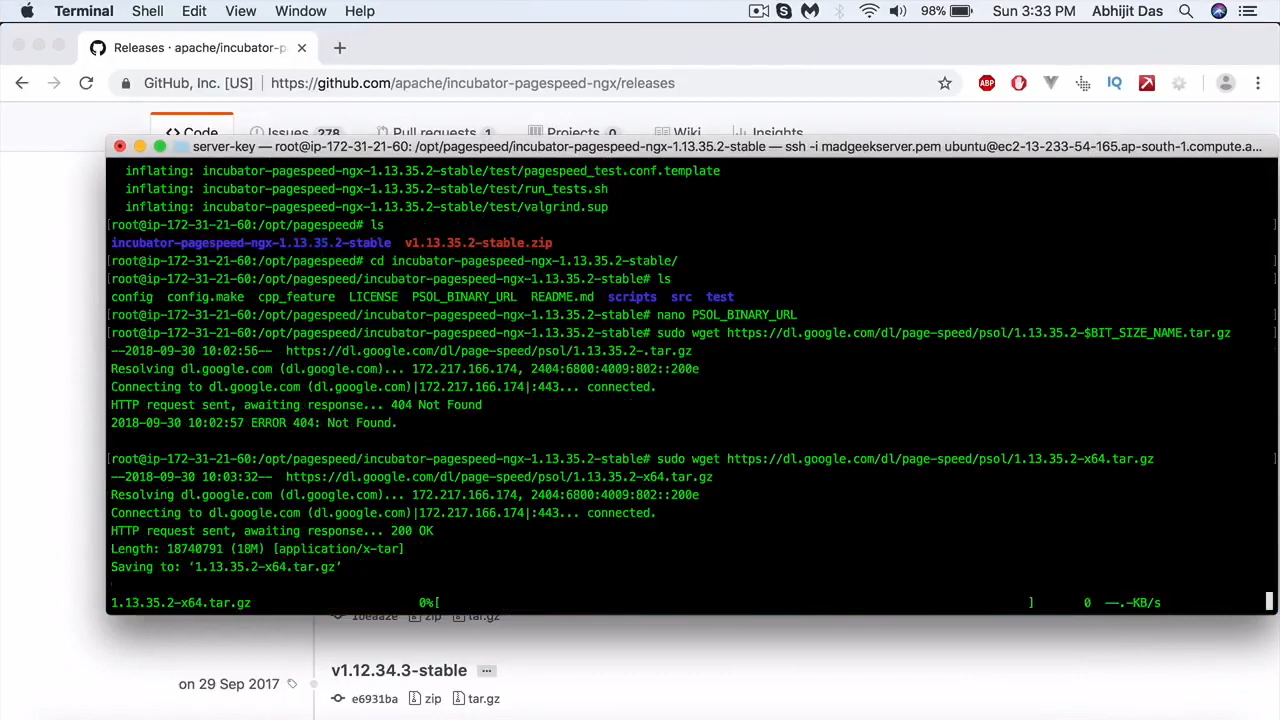 Terminal Shell Edit View Window Help 98% Sun 3:33 PM Abhijit Das
Releases · apache/incubator-p
GitHub, Inc. [US] | https://github.com/apache/incubator-pagespeed-ngx/releases
ABP IQ
Code Issues 278 Pull requests 1 Projects 0 Wiki Insights
server-key — root@ip-172-31-21-60: /opt/pagespeed/incubator-pagespeed-ngx-1.13.35.2-stable — ssh -i madgeekserver.pem ubuntu@ec2-13-233-54-165.ap-south-1.compute.a...
inflating: incubator-pagespeed-ngx-1.13.35.2-stable/test/pagespeed_test.conf.template
inflating: incubator-pagespeed-ngx-1.13.35.2-stable/test/run_tests.sh
inflating: incubator-pagespeed-ngx-1.13.35.2-stable/test/valgrind.sup
[root@ip-172-31-21-60:/opt/pagespeed# ls ]
incubator-pagespeed-ngx-1.13.35.2-stable v1.13.35.2-stable.zip
[root@ip-172-31-21-60:/opt/pagespeed# cd incubator-pagespeed-ngx-1.13.35.2-stable/ ]
[root@ip-172-31-21-60:/opt/pagespeed/incubator-pagespeed-ngx-1.13.35.2-stable# ls ]
config config.make cpp_feature LICENSE PSOL_BINARY_URL README.md scripts src test
[root@ip-172-31-21-60:/opt/pagespeed/incubator-pagespeed-ngx-1.13.35.2-stable# nano PSOL_BINARY_URL ]
[root@ip-172-31-21-60:/opt/pagespeed/incubator-pagespeed-ngx-1.13.35.2-stable# sudo wget https://dl.google.com/dl/page-speed/psol/1.13.35.2-$BIT_SIZE_NAME.tar.gz ]
--2018-09-30 10:02:56-- https://dl.google.com/dl/page-speed/psol/1.13.35.2-.tar.gz
Resolving dl.google.com (dl.google.com)... 172.217.166.174, 2404:6800:4009:802::200e
Connecting to dl.google.com (dl.google.com)|172.217.166.174|:443... connected.
HTTP request sent, awaiting response... 404 Not Found
2018-09-30 10:02:57 ERROR 404: Not Found.
[root@ip-172-31-21-60:/opt/pagespeed/incubator-pagespeed-ngx-1.13.35.2-stable# sudo wget https://dl.google.com/dl/page-speed/psol/1.13.35.2-x64.tar.gz ]
--2018-09-30 10:03:32-- https://dl.google.com/dl/page-speed/psol/1.13.35.2-x64.tar.gz
Resolving dl.google.com (dl.google.com)... 172.217.166.174, 2404:6800:4009:802::200e
Connecting to dl.google.com (dl.google.com)|172.217.166.174|:443... connected.
HTTP request sent, awaiting response... 200 OK
Length: 18740791 (18M) [application/x-tar]
Saving to: ‘1.13.35.2-x64.tar.gz’
1.13.35.2-x64.tar.gz 0%[ ] 0 --.-KB/s
zip tar.gz
v1.12.34.3-stable ...
on 29 Sep 2017
e6931ba zip tar.gz